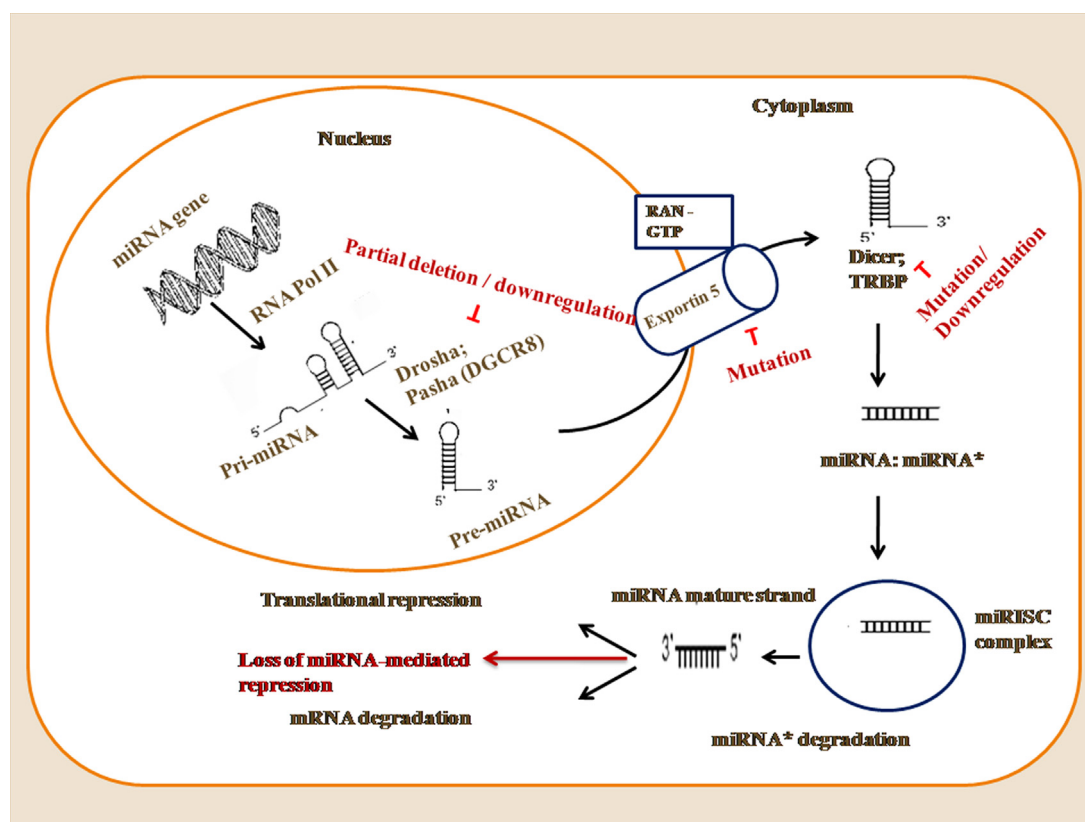 Cytoplasm
Nucleus
miRNA gene
RAN -
GTP
RNA Pol II
Partial deletion / downregulation
Exportin 5
5'
3'
Dicer;
TRBP
Mutation/
Downregulation
Drosha;
Pasha (DGCR8)
Mutation
5'
3'
Pri-miRNA
5'
3'
Pre-miRNA
miRNA: miRNA*
Translational repression
miRNA mature strand
3'
5'
miRISC
complex
Loss of miRNA-mediated
repression
mRNA degradation
miRNA* degradation